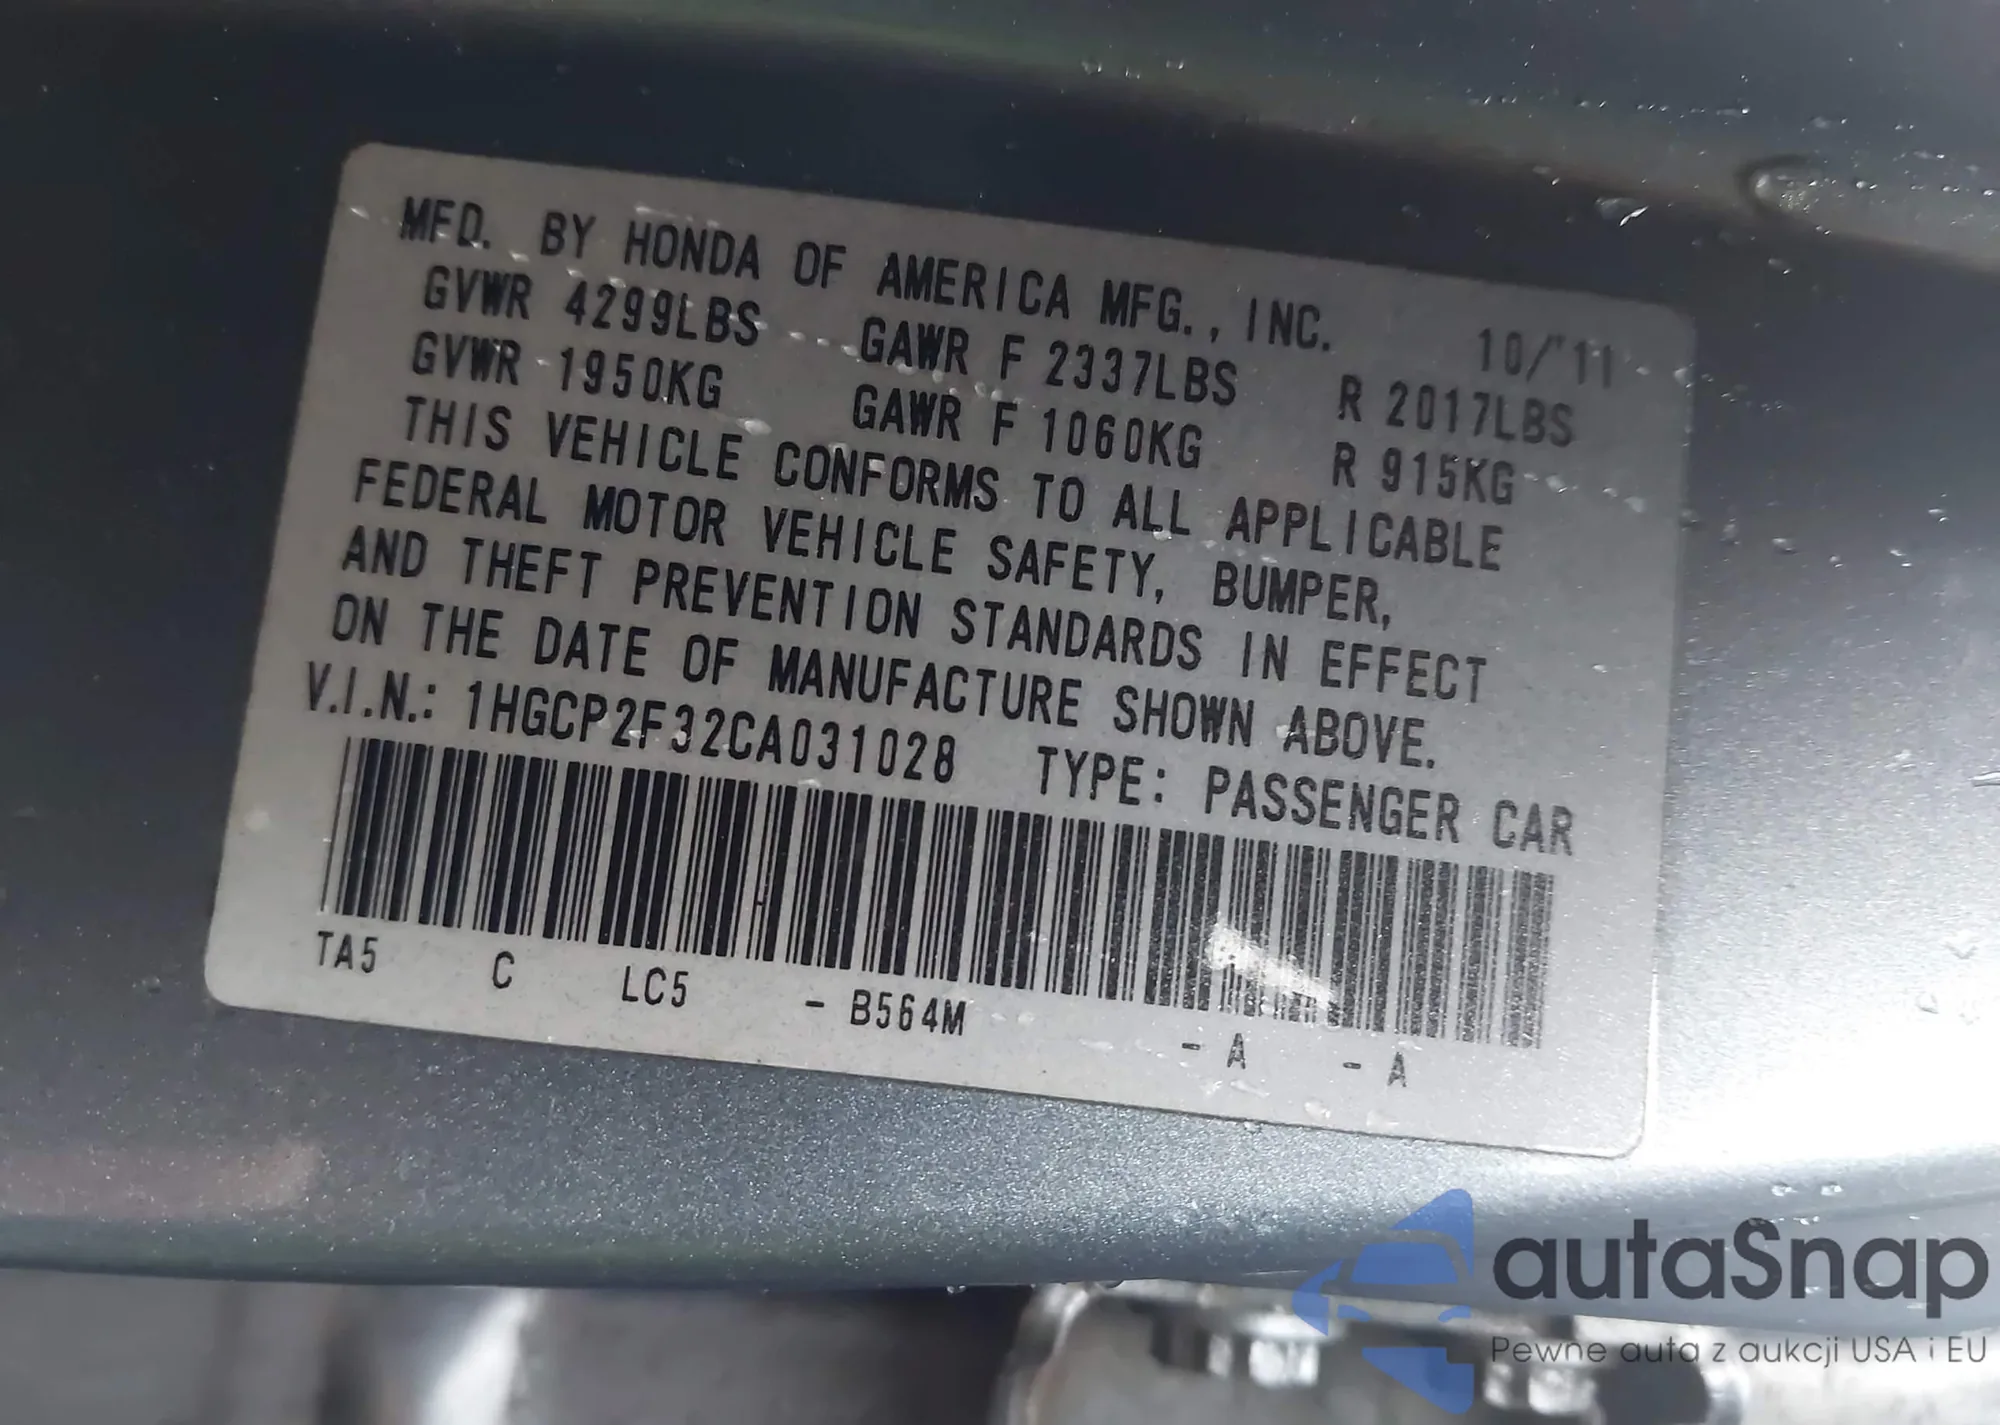 MFD. BY HONDA OF AMERICA MFG., INC. 10/'11
GVWR 4299LBS GAWR F 2337LBS R 2017LBS
GVWR 1950KG GAWR F 1060KG R 915KG
THIS VEHICLE CONFORMS TO ALL APPLICABLE
FEDERAL MOTOR VEHICLE SAFETY, BUMPER,
AND THEFT PREVENTION STANDARDS IN EFFECT
ON THE DATE OF MANUFACTURE SHOWN ABOVE.
V.I.N.: 1HGCP2F32CA031028 TYPE: PASSENGER CAR
TA5 C LC5 - B564M - A - A
autaSnap
Pewne auta z aukcji USA i EU